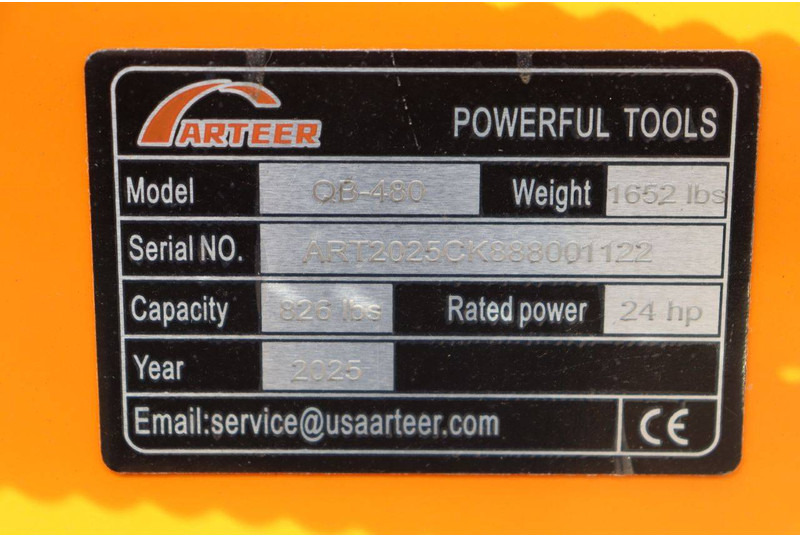 ARTEER POWERFUL TOOLS
Model QB-480 Weight 1652 lbs
Serial NO. ART2025CK888001122
Capacity 826 lbs Rated power 24 hp
Year 2025
Email:service@usaarteer.com CE